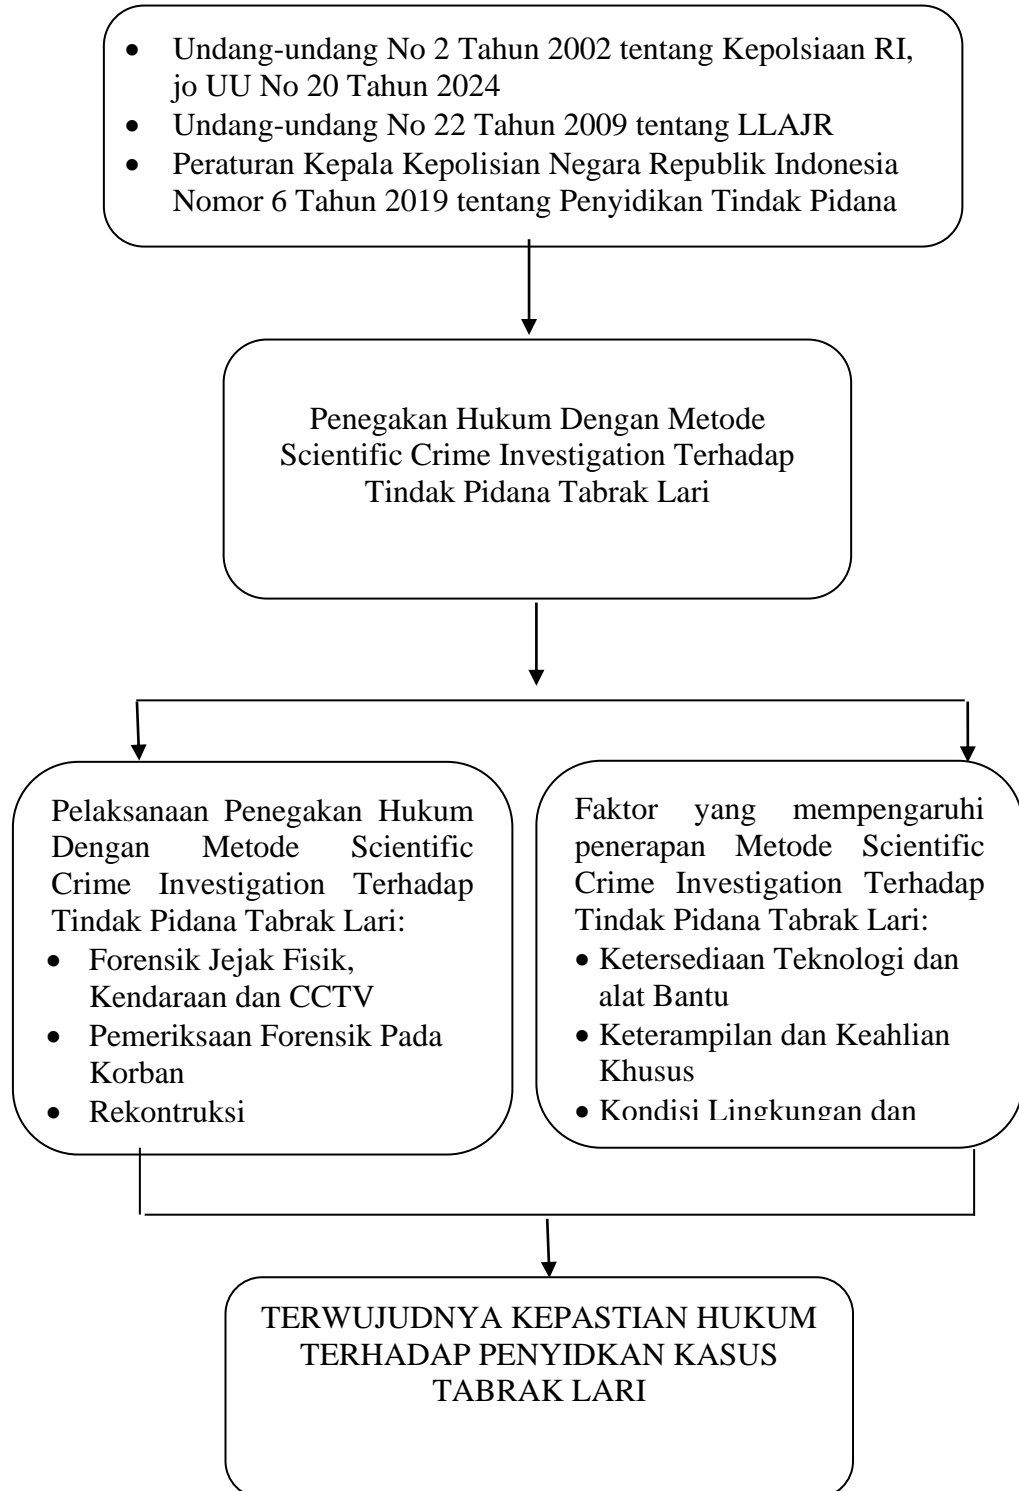 • Undang-undang No 2 Tahun 2002 tentang Kepolsiaan RI,
jo UU No 20 Tahun 2024
• Undang-undang No 22 Tahun 2009 tentang LLAJR
• Peraturan Kepala Kepolisian Negara Republik Indonesia
Nomor 6 Tahun 2019 tentang Penyidikan Tindak Pidana
Penegakan Hukum Dengan Metode
Scientific Crime Investigation Terhadap
Tindak Pidana Tabrak Lari
Pelaksanaan Penegakan Hukum
Dengan Metode Scientific
Crime Investigation Terhadap
Tindak Pidana Tabrak Lari:
• Forensik Jejak Fisik,
Kendaraan dan CCTV
• Pemeriksaan Forensik Pada
Korban
• Rekontruksi
Faktor yang mempengaruhi
penerapan Metode Scientific
Crime Investigation Terhadap
Tindak Pidana Tabrak Lari:
• Ketersediaan Teknologi dan
alat Bantu
• Keterampilan dan Keahlian
Khusus
• Kondisi Lingkungan dan
TERWUJUDNYA KEPASTIAN HUKUM
TERHADAP PENYIDKAN KASUS
TABRAK LARI